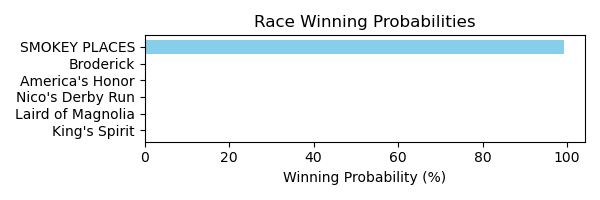 Race Winning Probabilities
SMOKEY PLACES
Broderick
America's Honor
Nico's Derby Run
Laird of Magnolia
King's Spirit
0 20 40 60 80 100
Winning Probability (%)